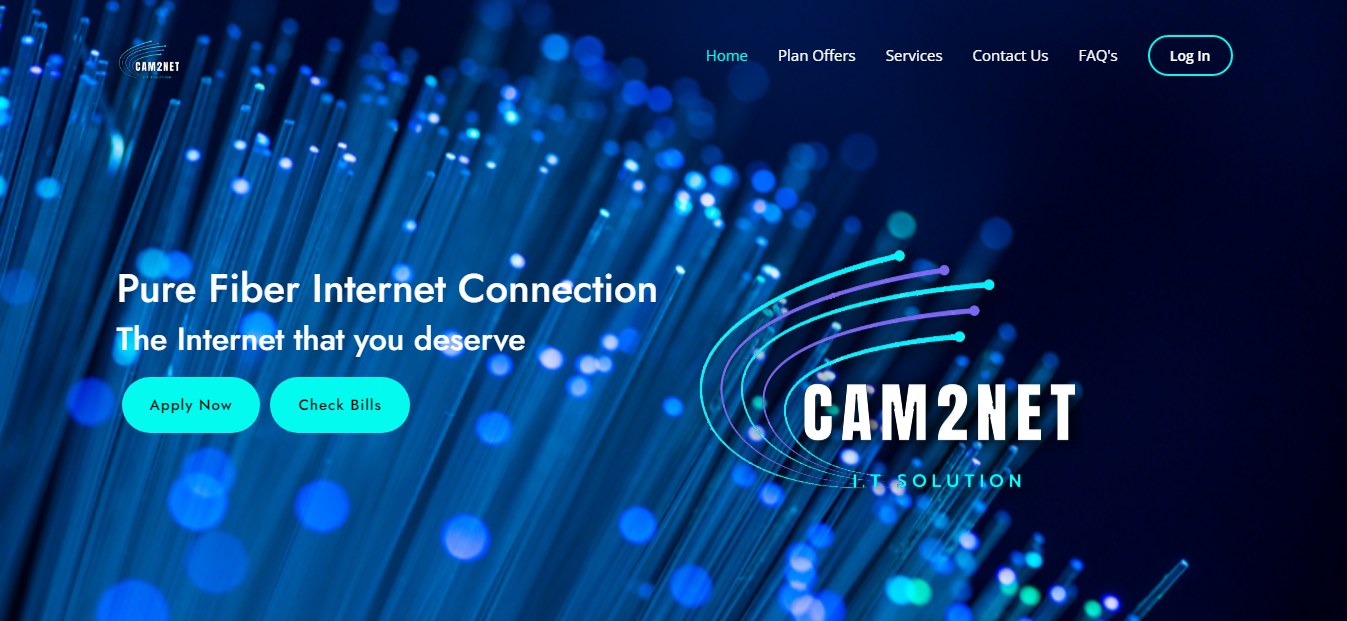 CAM2NET
Home Plan Offers Services Contact Us FAQ's Log In
Pure Fiber Internet Connection
The Internet that you deserve
Apply Now Check Bills
CAM2NET
I.T SOLUTION